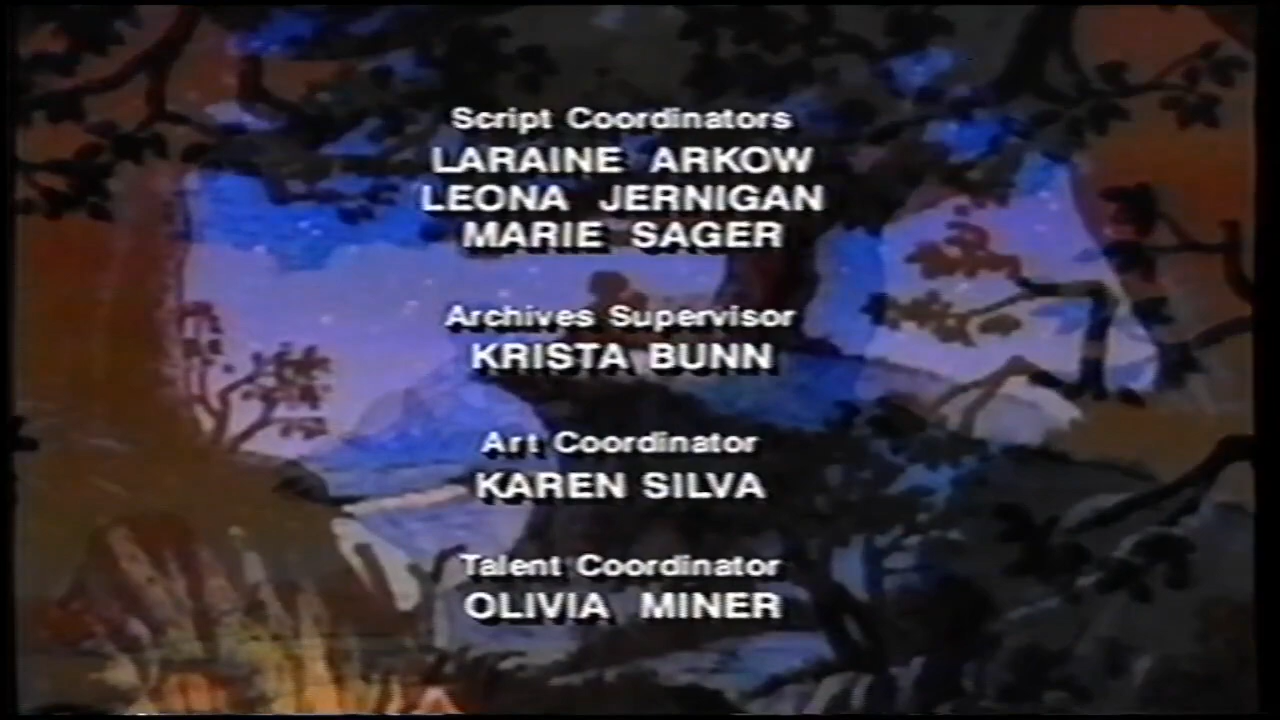 Script Coordinators
LARAINE ARKOW
LEONA JERNIGAN
MARIE SAGER
Archives Supervisor
KRISTA BUNN
Art Coordinator
KAREN SILVA
Talent Coordinator
OLIVIA MINER